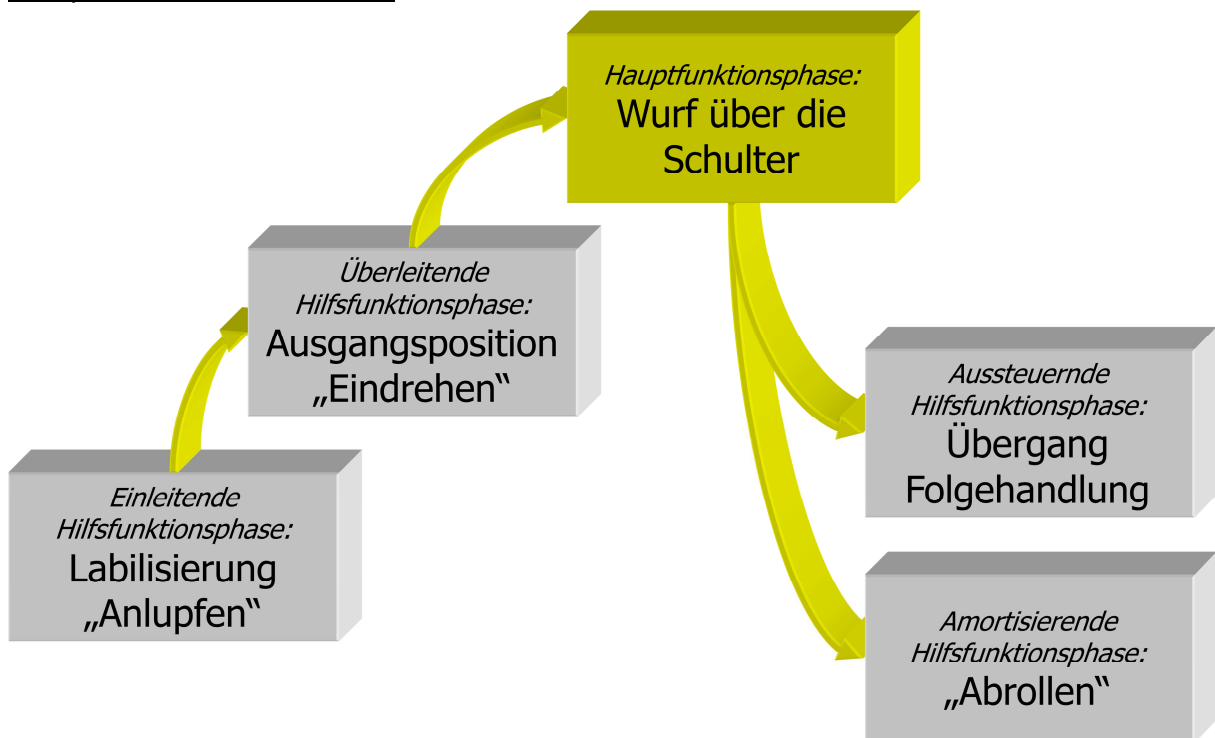 Hauptfunktionsphase:
Wurf über die
Schulter
Überleitende
Hilfsfunktionsphase:
Ausgangsposition
„Eindrehen“
Einleitende
Hilfsfunktionsphase:
Labilisierung
„Anlupfen“
Aussteuernde
Hilfsfunktionsphase:
Übergang
Folgehandlung
Amortisierende
Hilfsfunktionsphase:
„Abrollen“